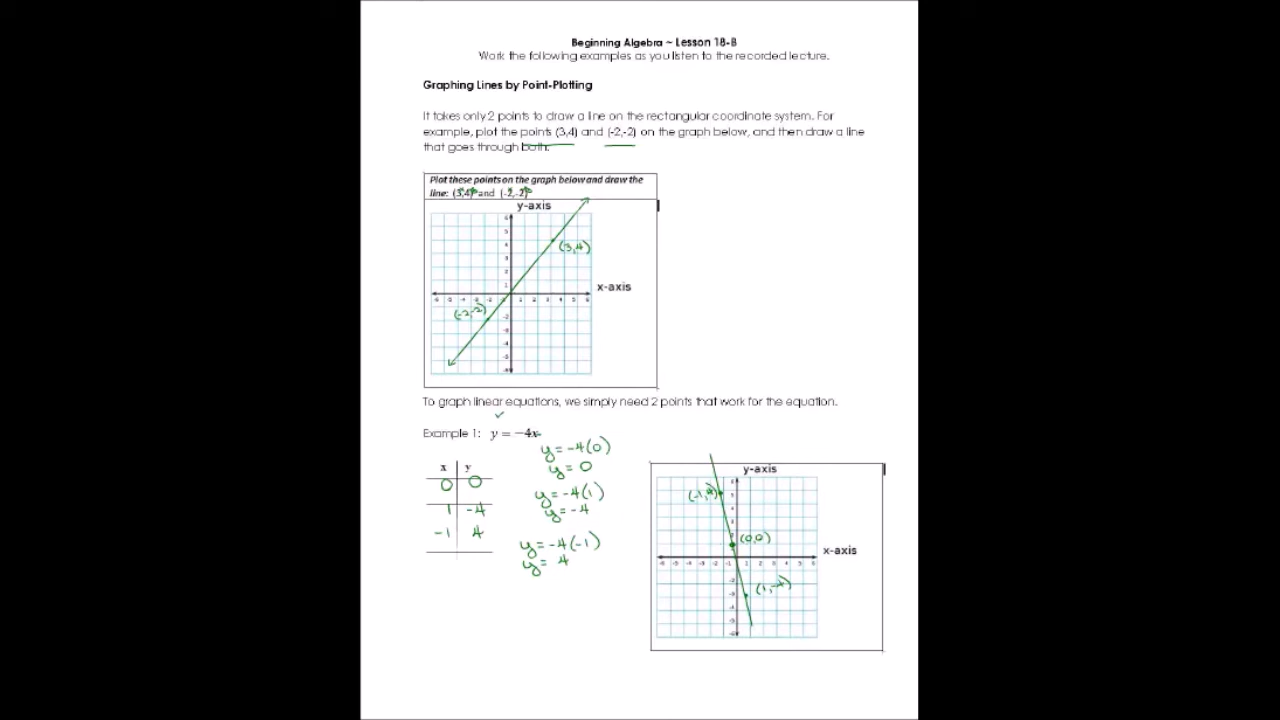 Beginning Algebra ~ Lesson 18-B
Work the following examples as you listen to the recorded lecture.
Graphing Lines by Point-Plotting
It takes only 2 points to draw a line on the rectangular coordinate system. For
example, plot the points (3,4) and (-2,-2) on the graph below, and then draw a line
that goes through both.
Plot these points on the graph below and draw the
line: (3,4) and (-2,-2)
y-axis
(3,4)
x-axis
(-2,-2)
To graph linear equations, we simply need 2 points that work for the equation.
Example 1: y = -4x
x y
0 0
1 -4
-1 4
y = -4(0)
y = 0
y = -4(1)
y = -4
y = -4(-1)
y = 4
y-axis
(-1,4)
(0,0)
x-axis
(1,-4)